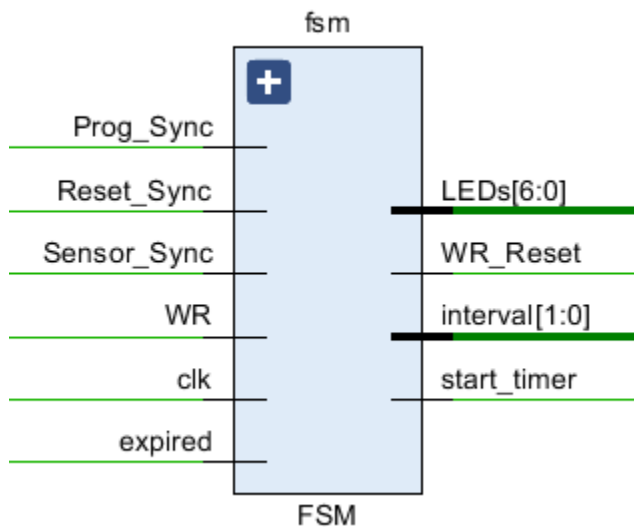 fsm
Prog_Sync
Reset_Sync
Sensor_Sync
WR
clk
expired
LEDs[6:0]
WR_Reset
interval[1:0]
start_timer
FSM